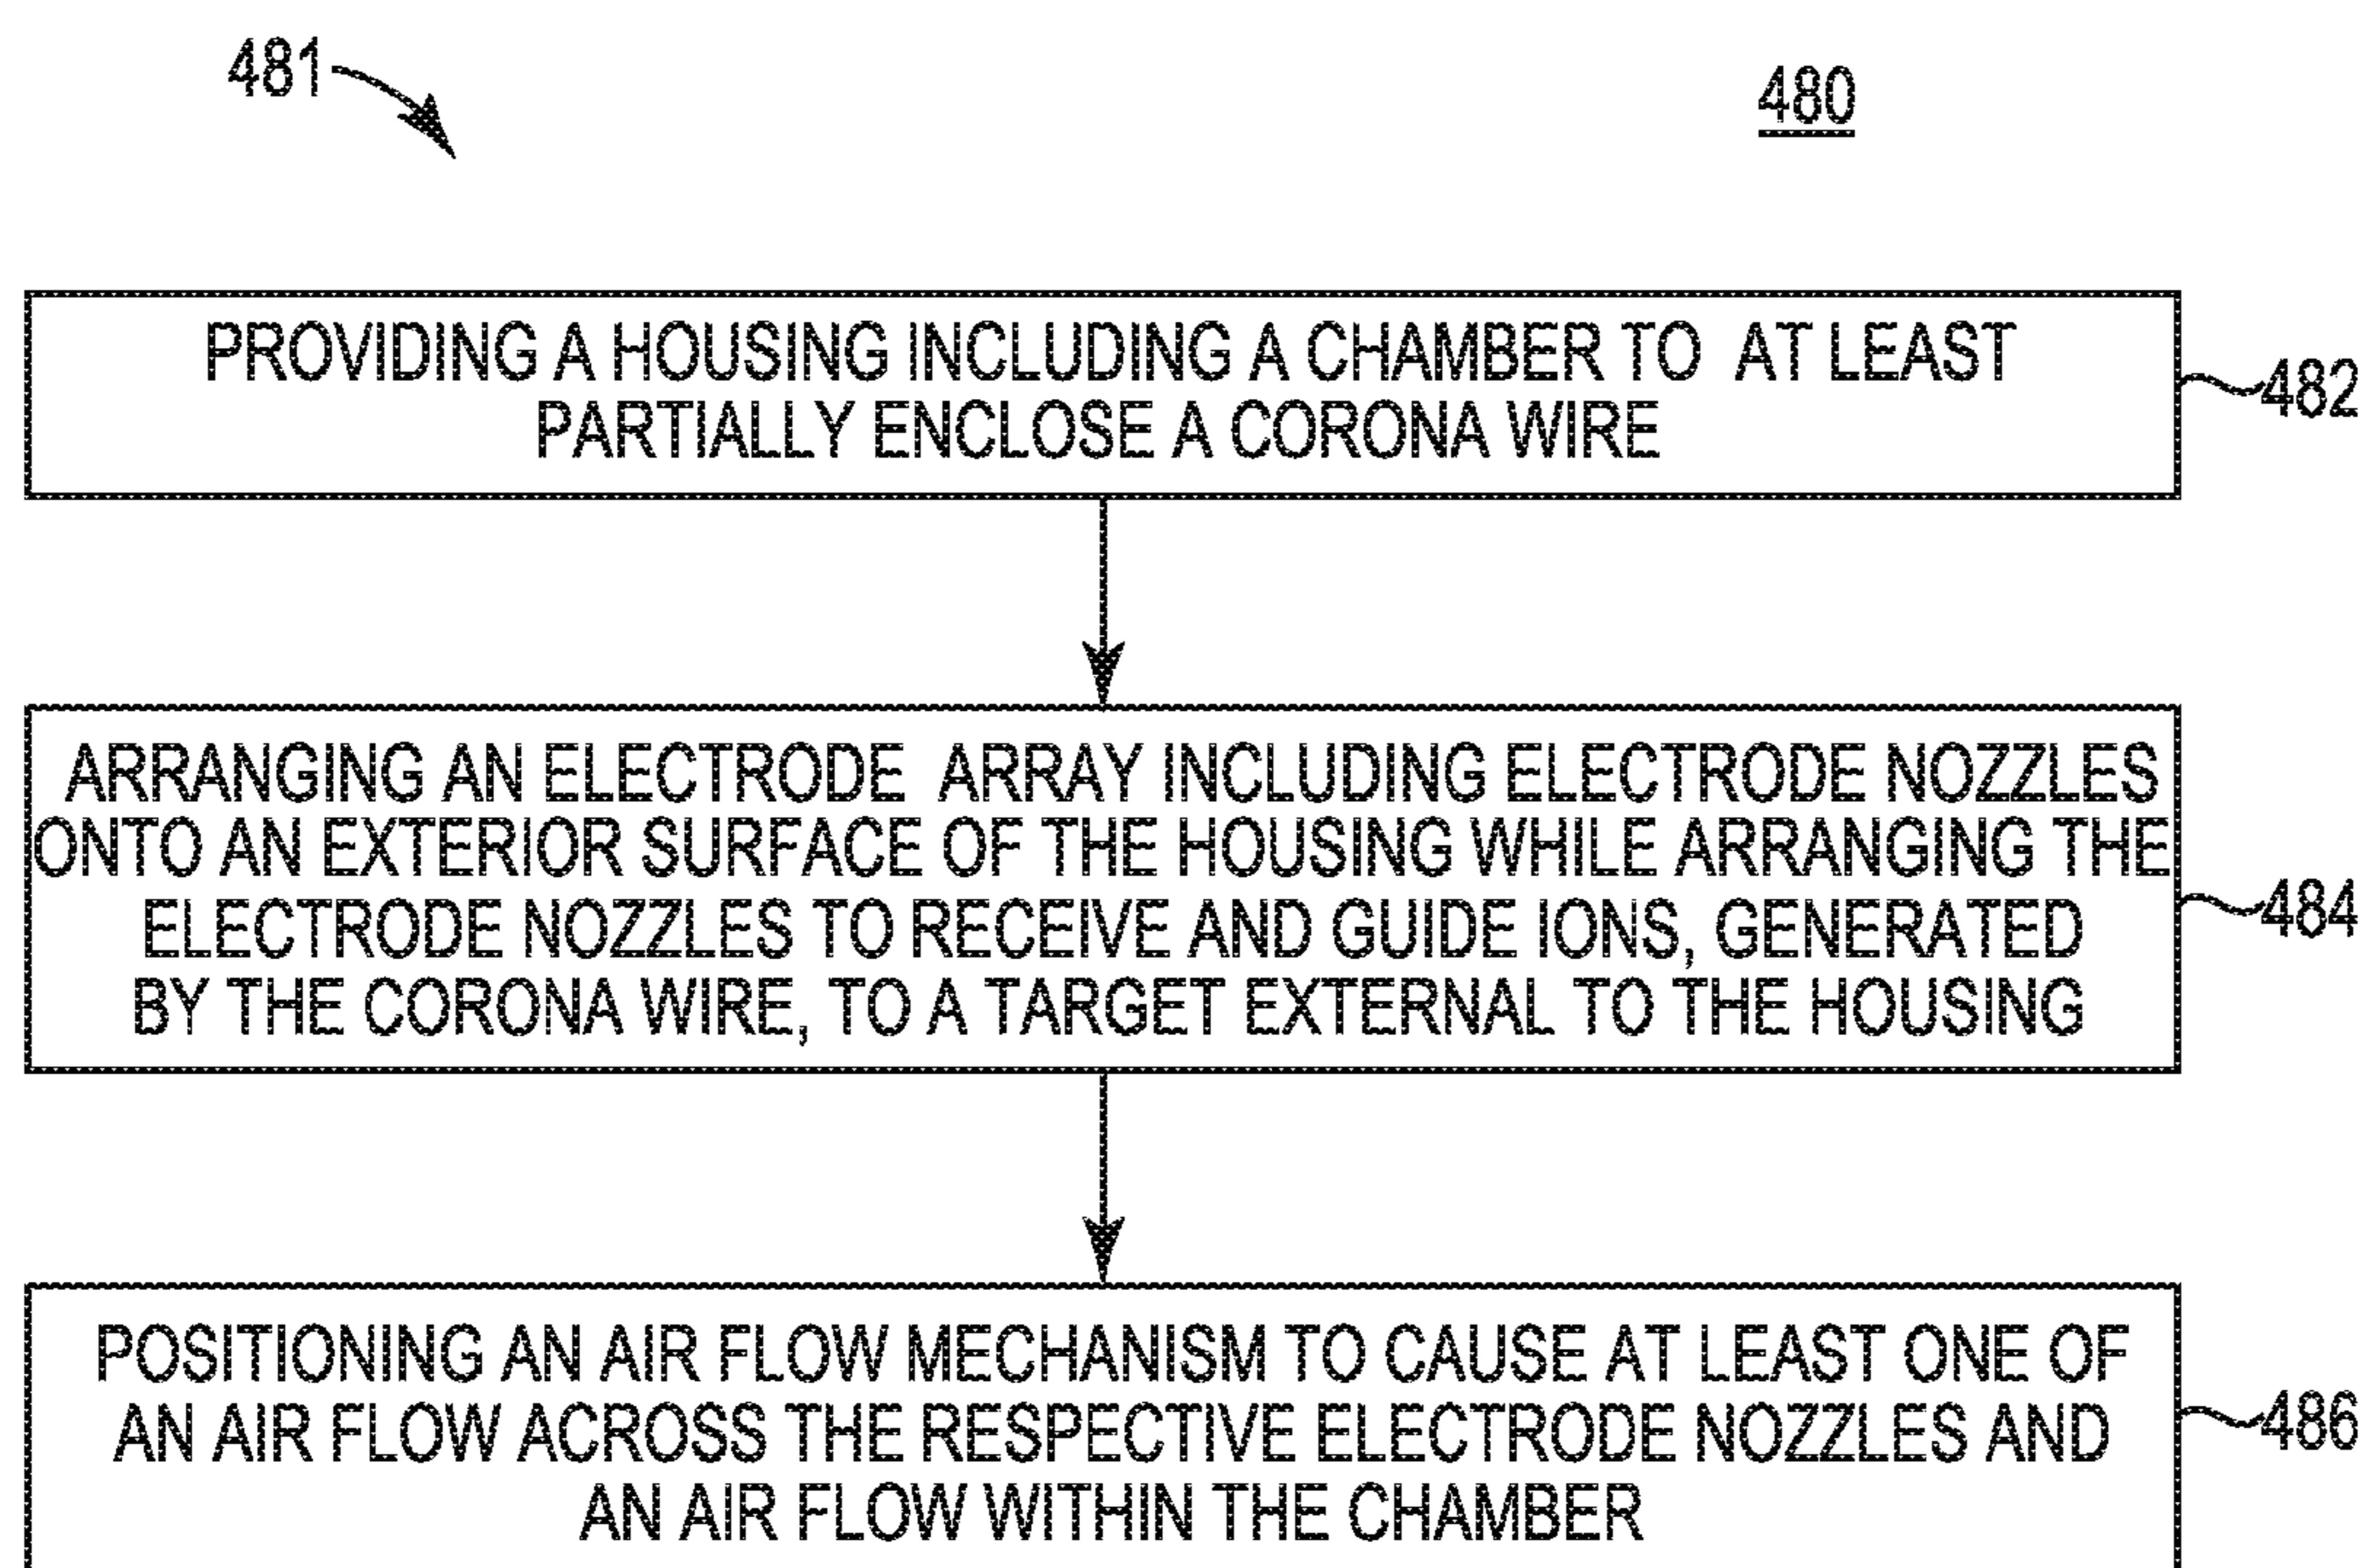 481
480
PROVIDING A HOUSING INCLUDING A CHAMBER TO AT LEAST
PARTIALLY ENCLOSE A CORONA WIRE
482
ARRANGING AN ELECTRODE ARRAY INCLUDING ELECTRODE NOZZLES
ONTO AN EXTERIOR SURFACE OF THE HOUSING WHILE ARRANGING THE
ELECTRODE NOZZLES TO RECEIVE AND GUIDE IONS, GENERATED
BY THE CORONA WIRE, TO A TARGET EXTERNAL TO THE HOUSING
484
POSITIONING AN AIR FLOW MECHANISM TO CAUSE AT LEAST ONE OF
AN AIR FLOW ACROSS THE RESPECTIVE ELECTRODE NOZZLES AND
AN AIR FLOW WITHIN THE CHAMBER
486